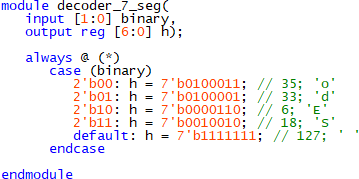 module decoder_7_seg(
    input [1:0] binary,
    output reg [6:0] h);

    always @ (*)
        case (binary)
            2'b00: h = 7'b0100011; // 35; 'o'
            2'b01: h = 7'b0100001; // 33; 'd'
            2'b10: h = 7'b0000110; // 6; 'E'
            2'b11: h = 7'b0010010; // 18; 'S'
            default: h = 7'b1111111; // 127; ' '
        endcase

endmodule